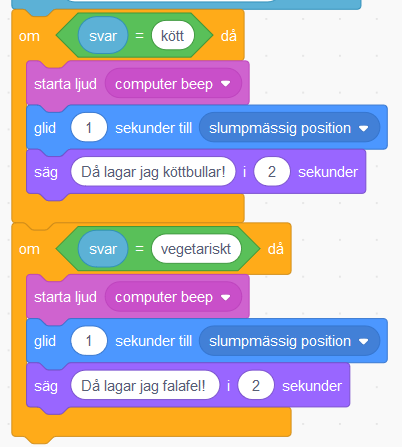 om svar = kött då
starta ljud computer beep
glid 1 sekunder till slumpmässig position
säg Då lagar jag köttbullar! i 2 sekunder
om svar = vegetariskt då
starta ljud computer beep
glid 1 sekunder till slumpmässig position
säg Då lagar jag falafel! i 2 sekunder